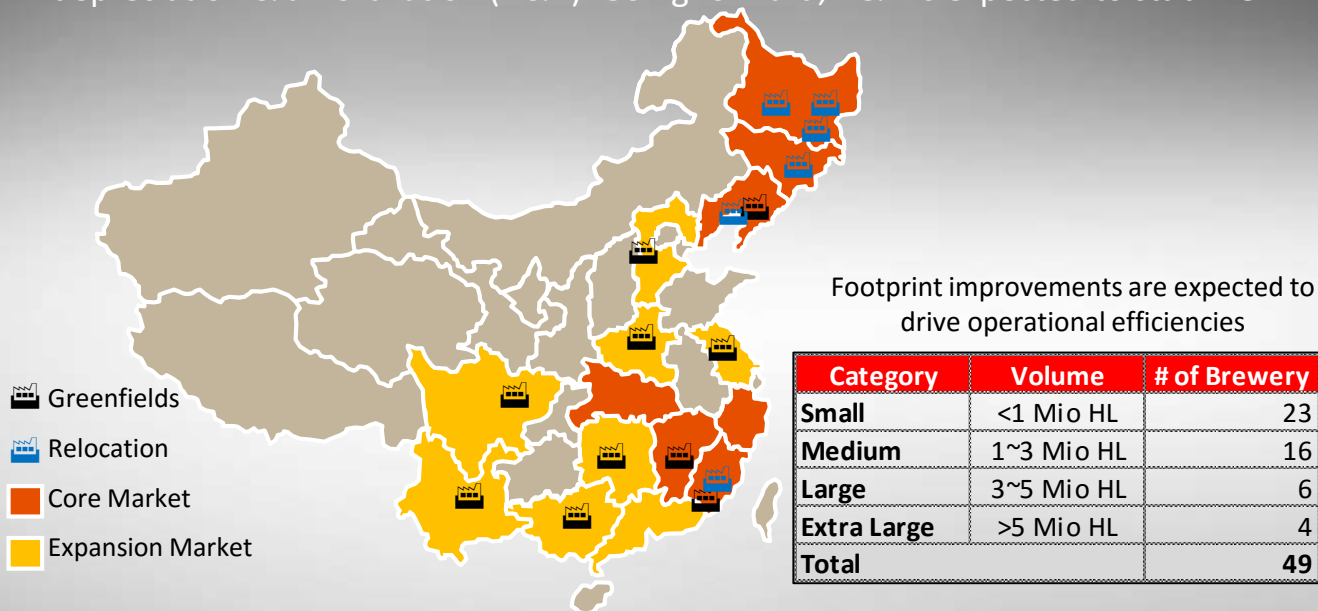 Footprint improvements are expected to
drive operational efficiencies
Greenfields
Relocation
Core Market
Expansion Market
Category Volume # of Brewery
Small <1 Mio HL 23
Medium 1~3 Mio HL 16
Large 3~5 Mio HL 6
Extra Large >5 Mio HL 4
Total 49